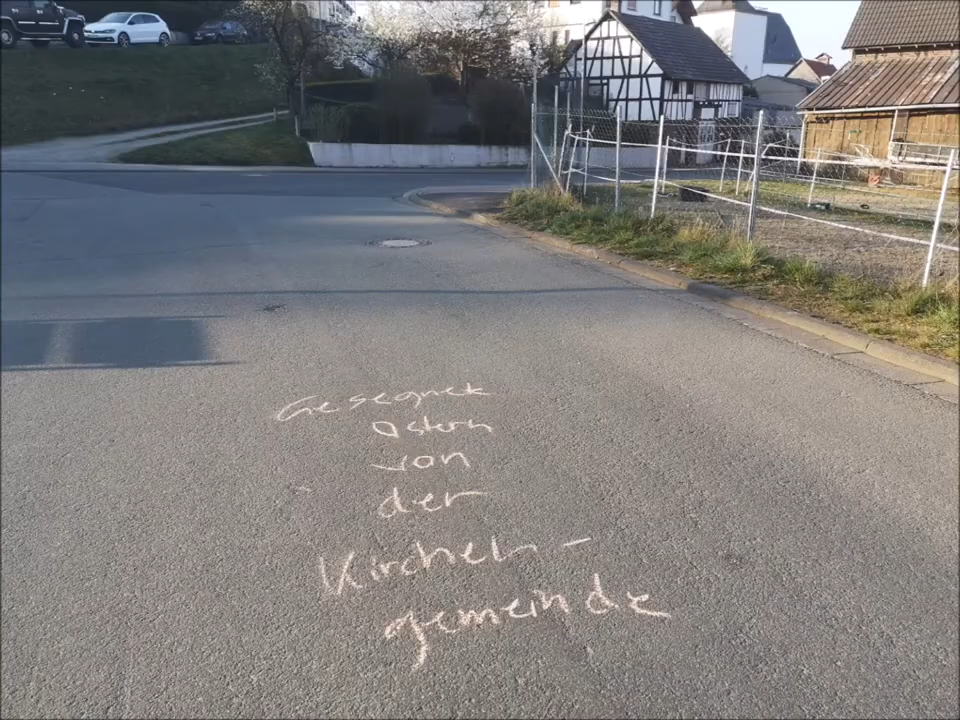 Gesegnete
Ostern
von
der
Kirchen-
gemeinde